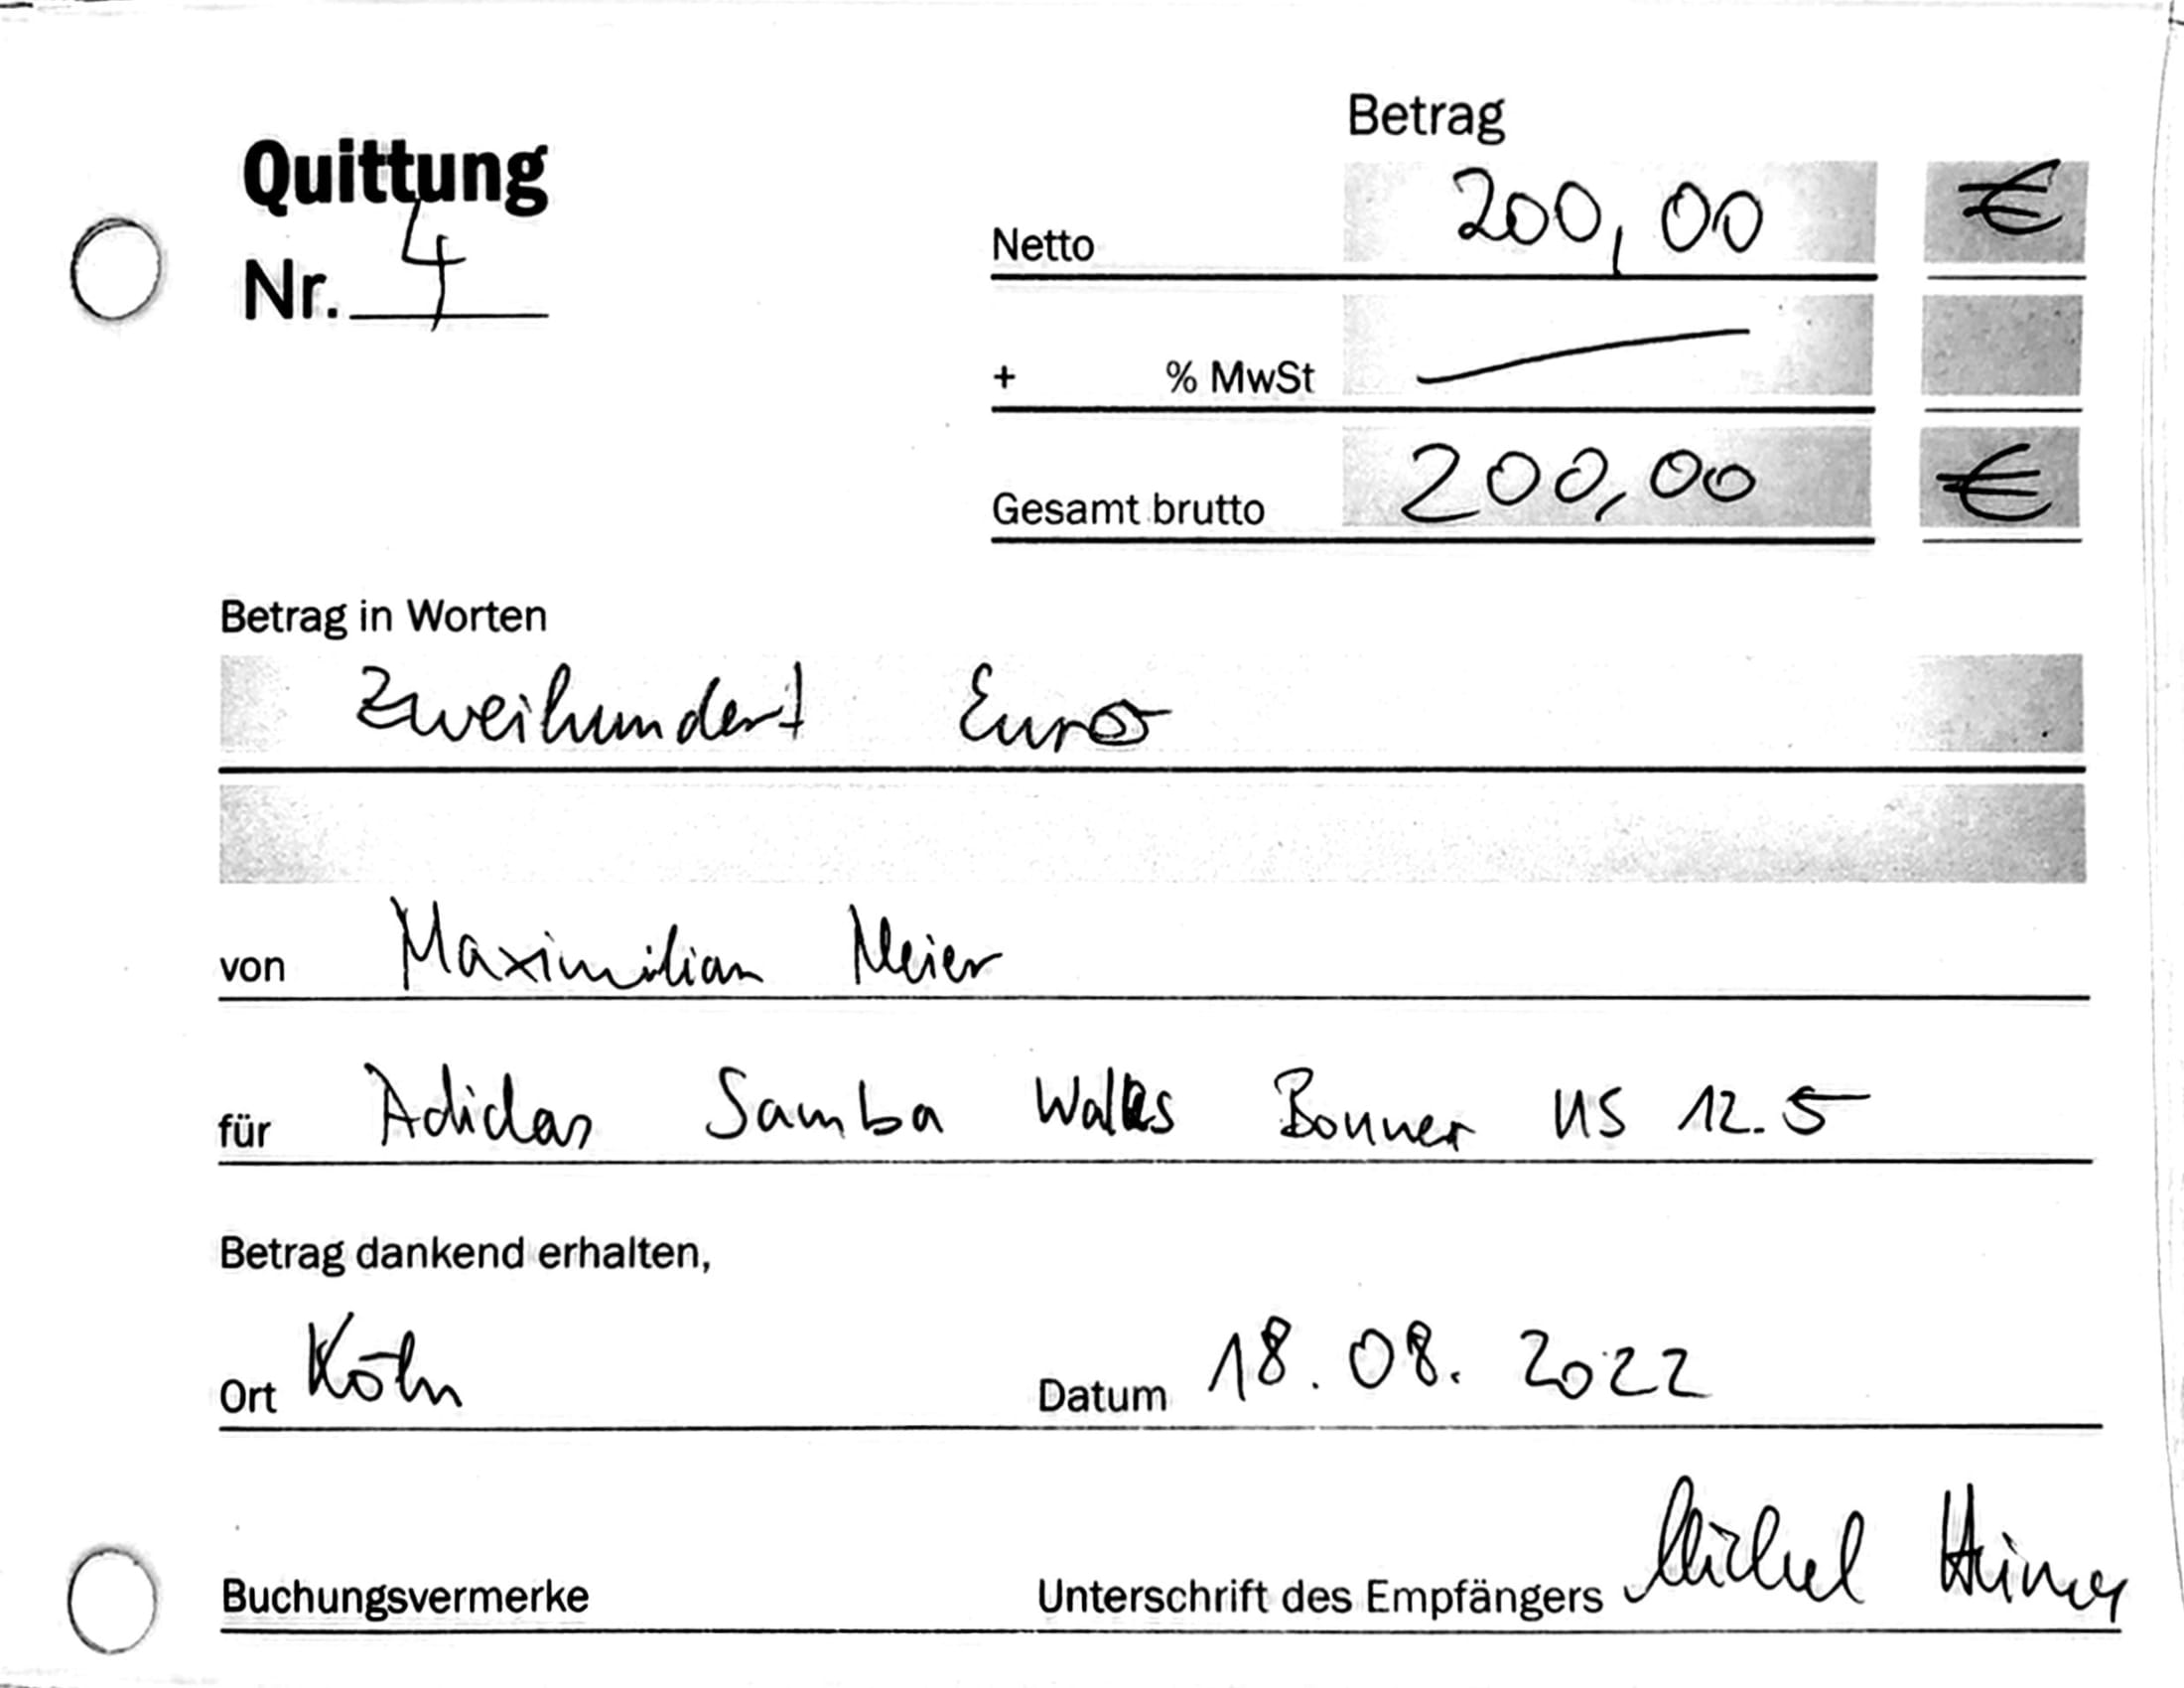 Quittung
Nr. 4
Betrag
Netto 200,00 €
+ % MwSt
Gesamt brutto 200,00 €
Betrag in Worten
Zweihundert Euro
von Maximilian Meier
für Adidas Samba Wales Bonner US 12.5
Betrag dankend erhalten,
Ort Köln Datum 18.08.2022
Buchungsvermerke Unterschrift des Empfängers Michel